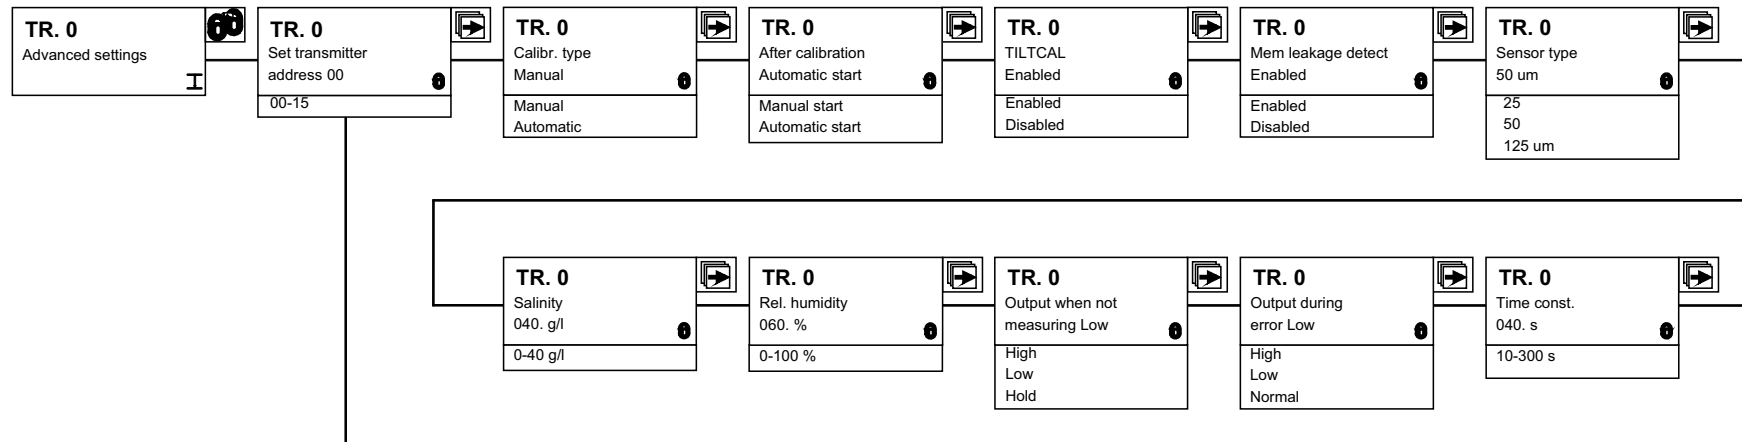 TR. 0
Advanced settings
TR. 0
Set transmitter
address 00
00-15
TR. 0
Calibr. type
Manual
Manual
Automatic
TR. 0
After calibration
Automatic start
Manual start
Automatic start
TR. 0
TILTCAL
Enabled
Enabled
Disabled
TR. 0
Mem leakage detect
Enabled
Enabled
Disabled
TR. 0
Sensor type
50 um
25
50
125 um
TR. 0
Salinity
040. g/l
0-40 g/l
TR. 0
Rel. humidity
060. %
0-100 %
TR. 0
Output when not
measuring Low
High
Low
Hold
TR. 0
Output during
error Low
High
Low
Normal
TR. 0
Time const.
040. s
10-300 s